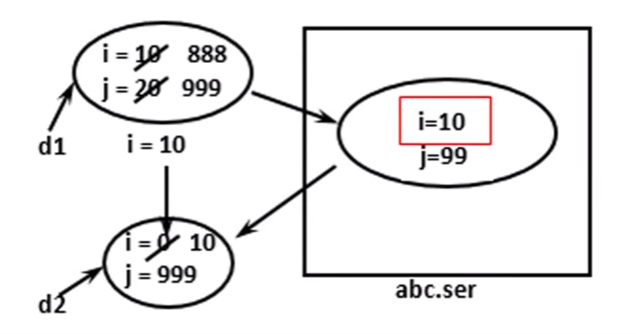 i = 10 888
j = 20 999
d1
i = 10
i=10
j=99
i = 0 10
j = 999
d2
abc.ser